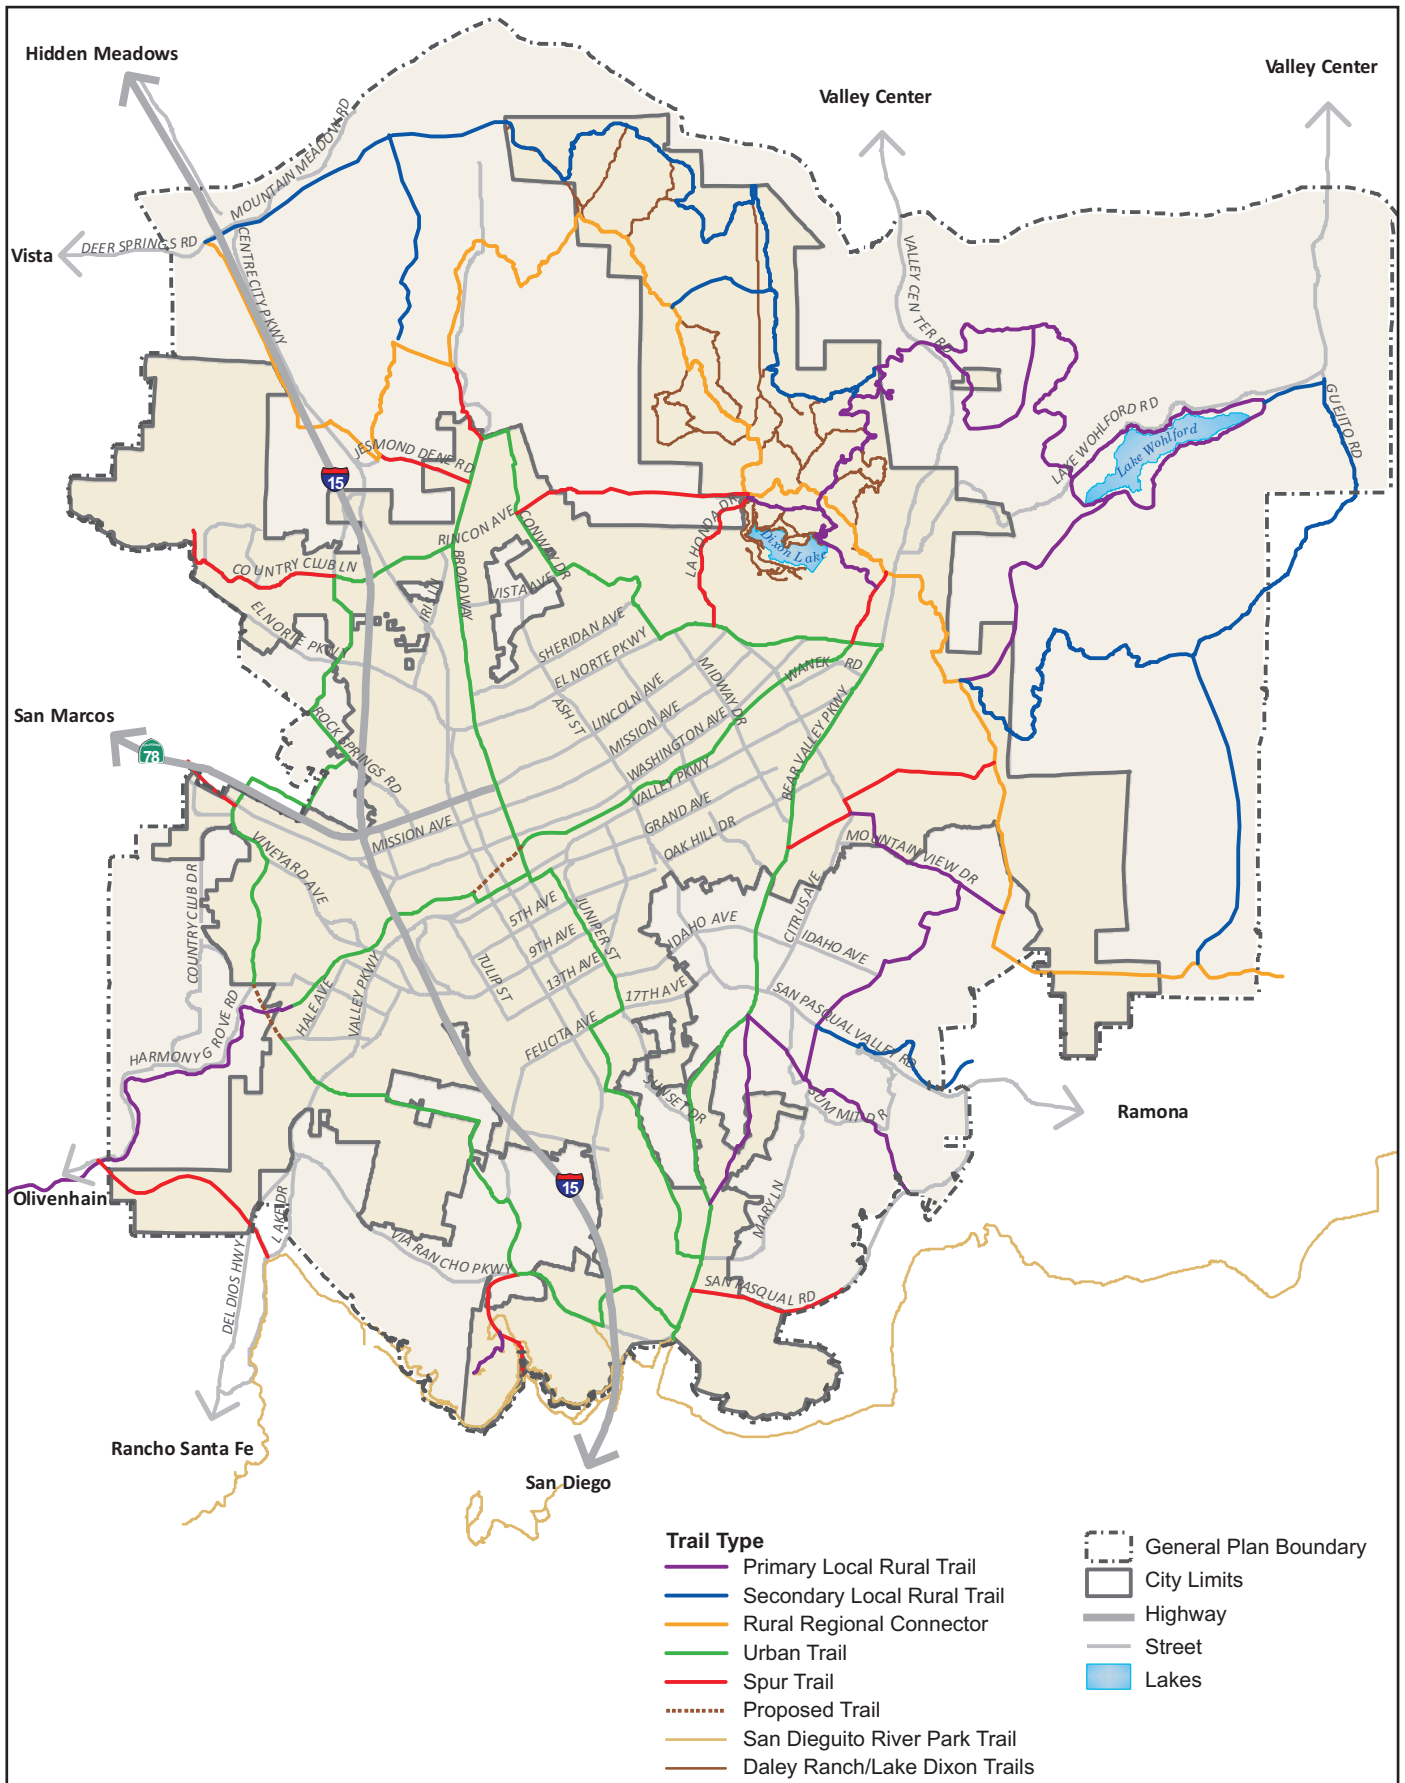 Hidden Meadows
Valley Center
Valley Center
MOUNTAIN MEADOW RD
Vista
DEER SPRINGS RD
CENTRE CITY PKWY
VALLEY CENTER RD
GUEJITO RD
LAKE WOHLFORD RD
Lake Wohlford
JESMOND DENE RD
15
LA HONDA DR
RINCON AVE
CONWAY DR
Dixon Lake
COUNTRY CLUB LN
BROADWAY
VISTA AVE
IRIS LN
EL NORTE PKWY
SHERIDAN AVE
EL NORTE PKWY
MIDWAY DR
WANEK RD
LINCOLN AVE
ASH ST
MISSION AVE
San Marcos
78
ROCK SPRINGS RD
WASHINGTON AVE
BEAR VALLEY PKWY
VALLEY PKWY
GRAND AVE
MISSION AVE
OAK HILL DR
MOUNTAIN VIEW DR
VINEYARD AVE
COUNTRY CLUB DR
5TH AVE
JUNIPER ST
CITRUS AVE
IDAHO AVE
IDAHO AVE
9TH AVE
TULIP ST
13TH AVE
17TH AVE
HALE AVE
VALLEY PKWY
SAN PASQUAL VALLEY RD
FELICITA AVE
HARMONY GROVE RD
SUNSET DR
SUMMIT DR
Ramona
15
Olivenhain
LAKE DR
MARY LN
VIA RANCHO PKWY
SAN PASQUAL RD
DEL DIOS HWY
Rancho Santa Fe
San Diego
Trail Type
Primary Local Rural Trail
Secondary Local Rural Trail
Rural Regional Connector
Urban Trail
Spur Trail
Proposed Trail
San Dieguito River Park Trail
Daley Ranch/Lake Dixon Trails
General Plan Boundary
City Limits
Highway
Street
Lakes